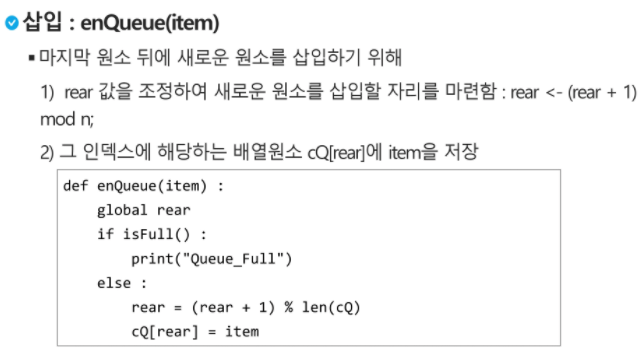 삽입 : enQueue(item)
▪ 마지막 원소 뒤에 새로운 원소를 삽입하기 위해
1) rear 값을 조정하여 새로운 원소를 삽입할 자리를 마련함 : rear <- (rear + 1)
mod n;
2) 그 인덱스에 해당하는 배열원소 cQ[rear]에 item을 저장
def enQueue(item) :
    global rear
    if isFull() :
        print("Queue_Full")
    else :
        rear = (rear + 1) % len(cQ)
        cQ[rear] = item